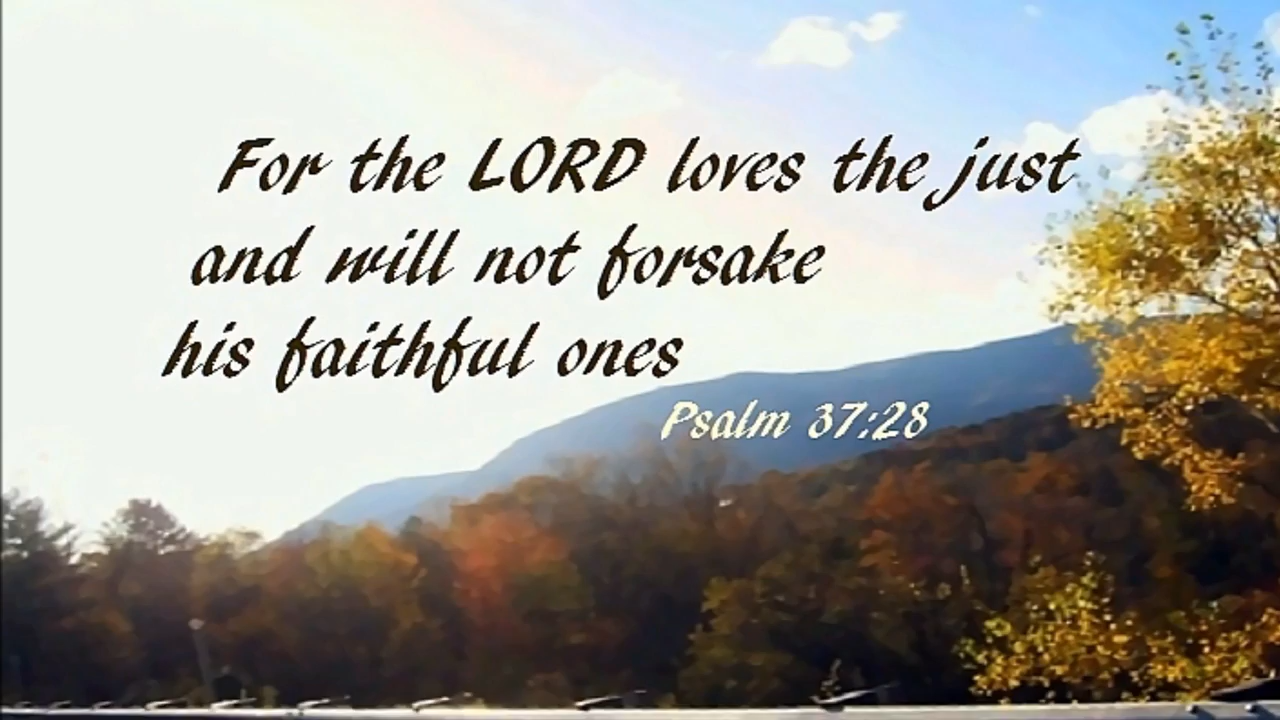 For the LORD loves the just
and will not forsake
his faithful ones
Psalm 37:28